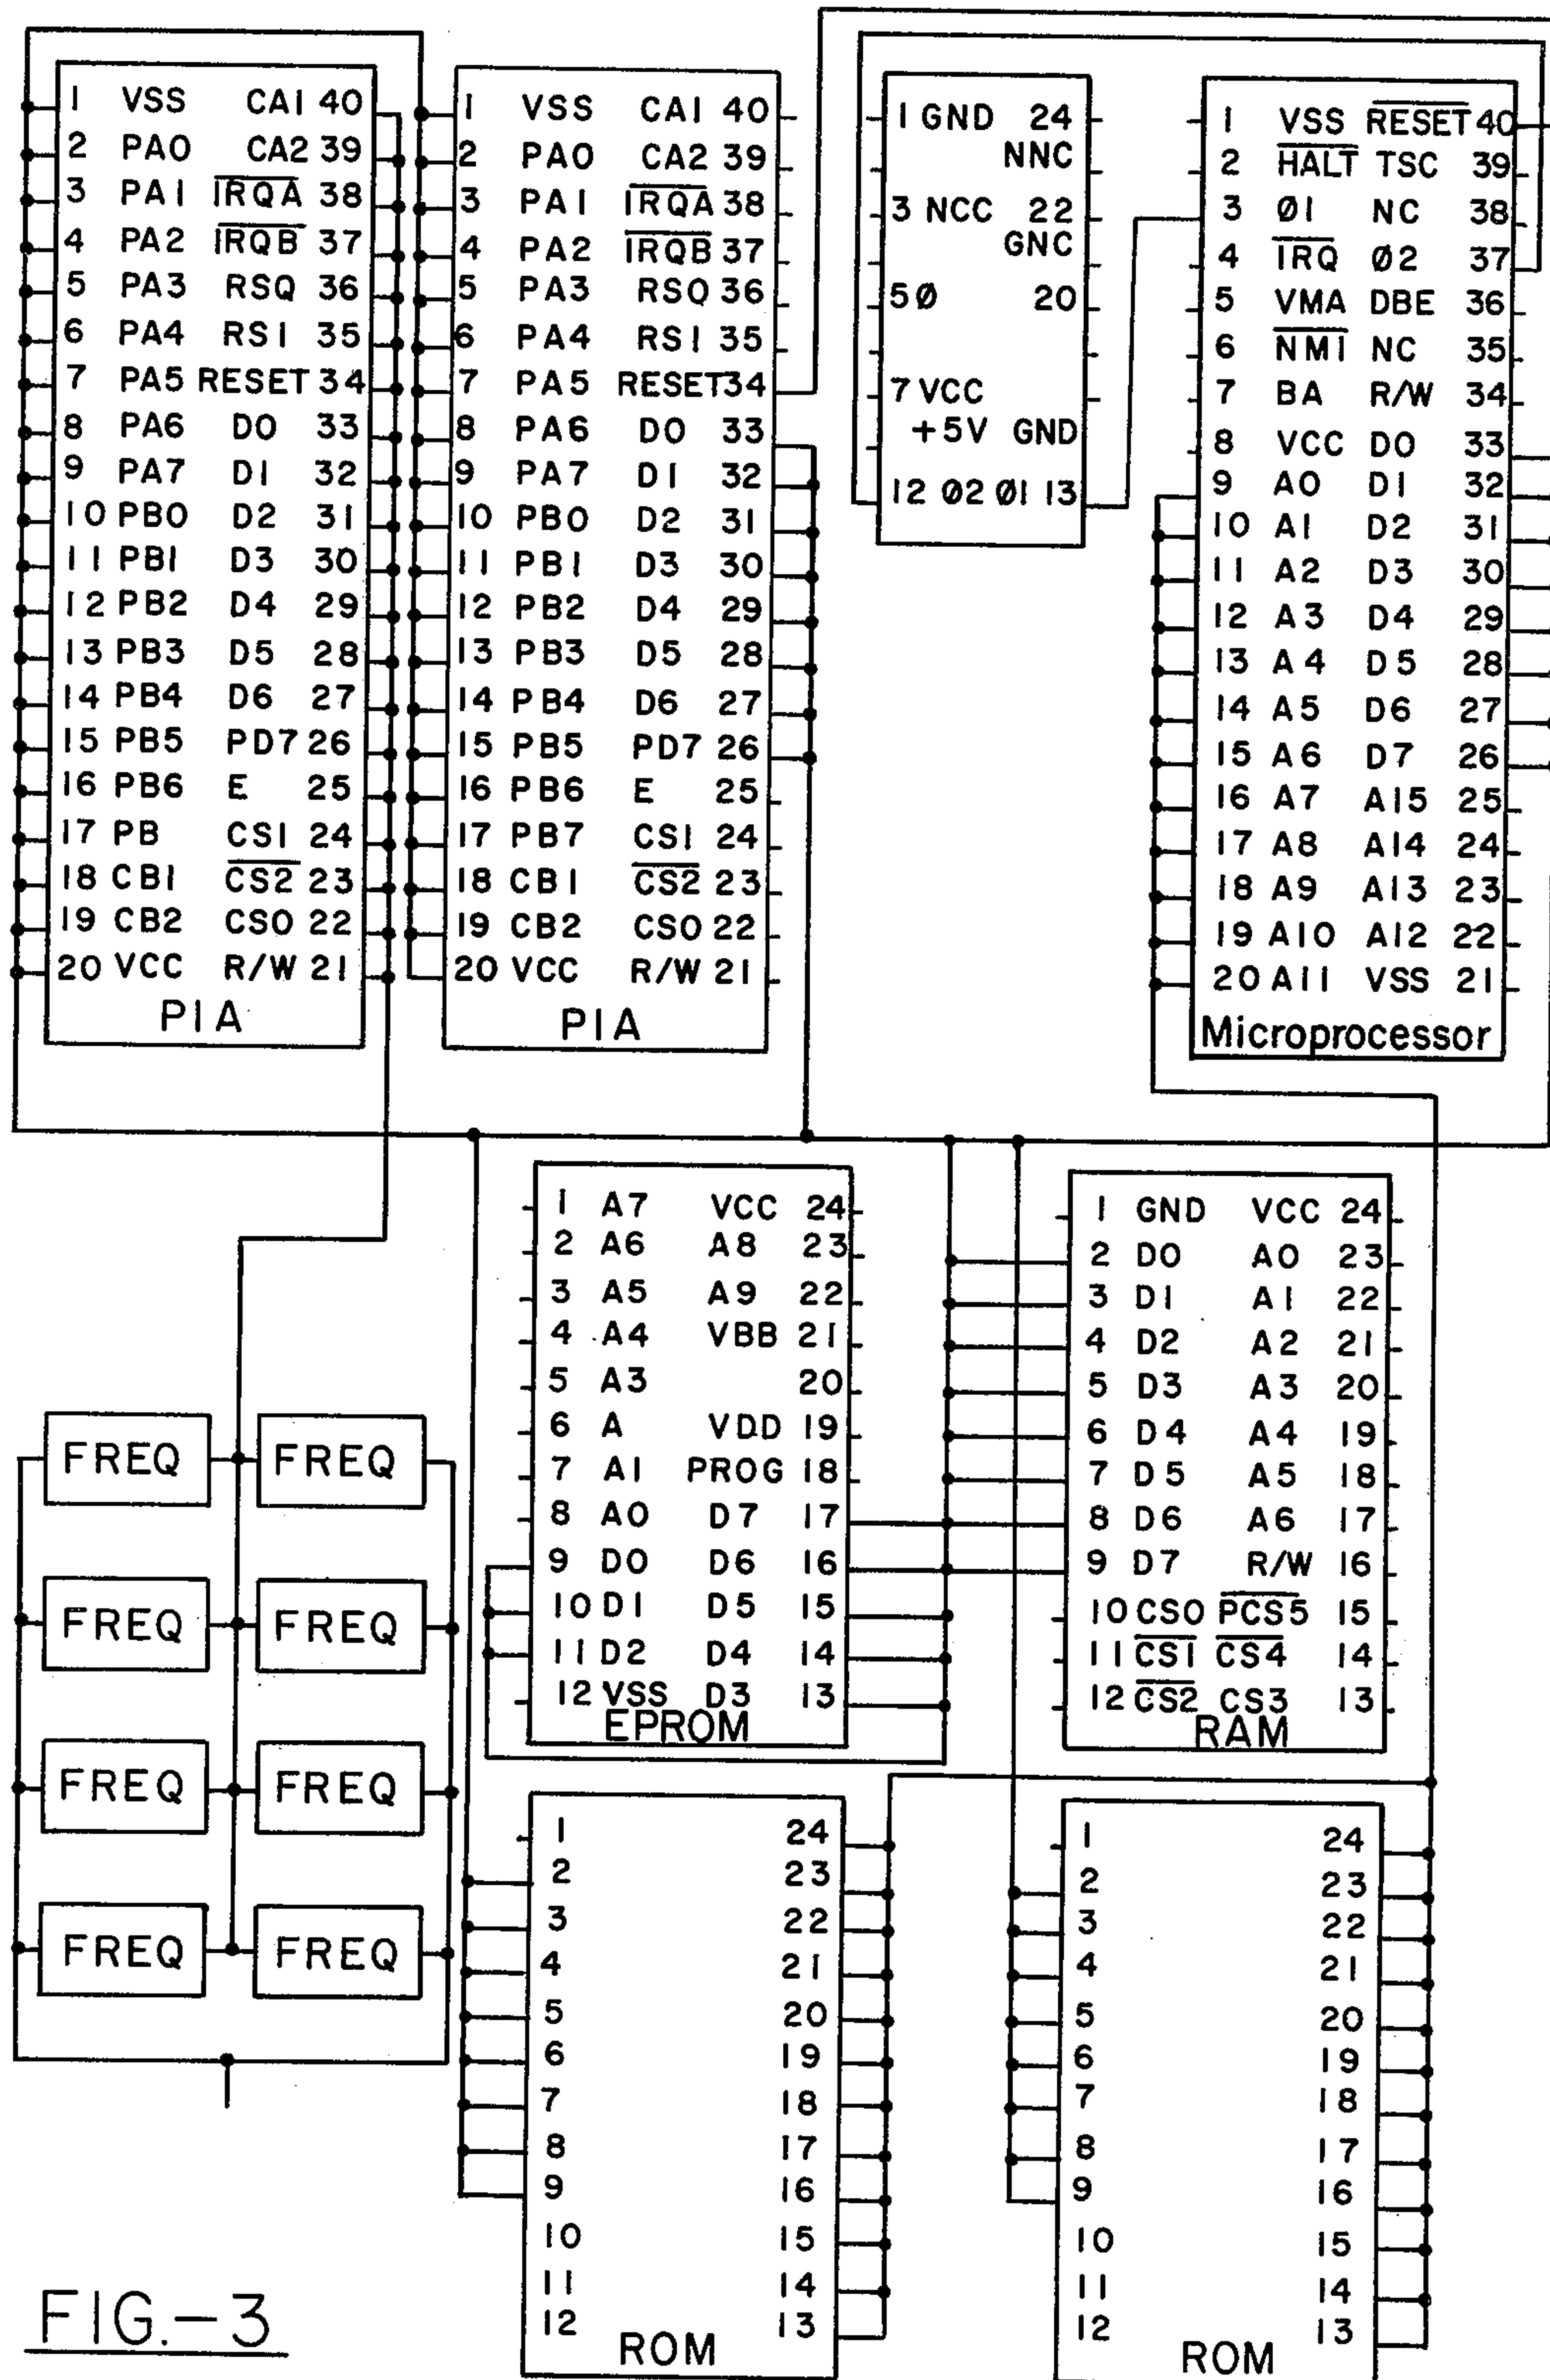 1 VSS CA1 40
2 PA0 CA2 39
3 PA1 I̅R̅Q̅A̅ 38
4 PA2 I̅R̅Q̅B̅ 37
5 PA3 RSQ 36
6 PA4 RS1 35
7 PA5 RESET 34
8 PA6 D0 33
9 PA7 D1 32
10 PB0 D2 31
11 PB1 D3 30
12 PB2 D4 29
13 PB3 D5 28
14 PB4 D6 27
15 PB5 PD7 26
16 PB6 E 25
17 PB CS1 24
18 CB1 C̅S̅2̅ 23
19 CB2 CS0 22
20 VCC R/W 21
PIA
1 VSS CA1 40
2 PA0 CA2 39
3 PA1 I̅R̅Q̅A̅ 38
4 PA2 I̅R̅Q̅B̅ 37
5 PA3 RSQ 36
6 PA4 RS1 35
7 PA5 RESET 34
8 PA6 D0 33
9 PA7 D1 32
10 PB0 D2 31
11 PB1 D3 30
12 PB2 D4 29
13 PB3 D5 28
14 PB4 D6 27
15 PB5 PD7 26
16 PB6 E 25
17 PB7 CS1 24
18 CB1 C̅S̅2̅ 23
19 CB2 CS0 22
20 VCC R/W 21
PIA
1 GND 24
NNC
3 NCC 22
GNC
5 Ø 20
7 VCC
+5V GND
12 Ø2 Ø1 13
1 VSS R̅E̅S̅E̅T̅ 40
2 H̅A̅L̅T̅ TSC 39
3 Ø1 NC 38
4 I̅R̅Q̅ Ø2 37
5 VMA DBE 36
6 N̅M̅I̅ NC 35
7 BA R/W 34
8 VCC D0 33
9 A0 D1 32
10 A1 D2 31
11 A2 D3 30
12 A3 D4 29
13 A4 D5 28
14 A5 D6 27
15 A6 D7 26
16 A7 A15 25
17 A8 A14 24
18 A9 A13 23
19 A10 A12 22
20 A11 VSS 21
Microprocessor
1 A7 VCC 24
2 A6 A8 23
3 A5 A9 22
4 A4 VBB 21
5 A3 20
6 A VDD 19
7 A1 PROG 18
8 A0 D7 17
9 D0 D6 16
10 D1 D5 15
11 D2 D4 14
12 VSS D3 13
EPROM
1 GND VCC 24
2 D0 A0 23
3 D1 A1 22
4 D2 A2 21
5 D3 A3 20
6 D4 A4 19
7 D5 A5 18
8 D6 A6 17
9 D7 R/W 16
10 CS0 P̅C̅S̅5̅ 15
11 C̅S̅1̅ C̅S̅4̅ 14
12 C̅S̅2̅ CS3 13
RAM
FREQ FREQ
FREQ FREQ
FREQ FREQ
FREQ FREQ
1 24
2 23
3 22
4 21
5 20
6 19
7 18
8 17
9 16
10 15
11 14
12 13
ROM
1 24
2 23
3 22
4 21
5 20
6 19
7 18
8 17
9 16
10 15
11 14
12 13
ROM
FIG.-3